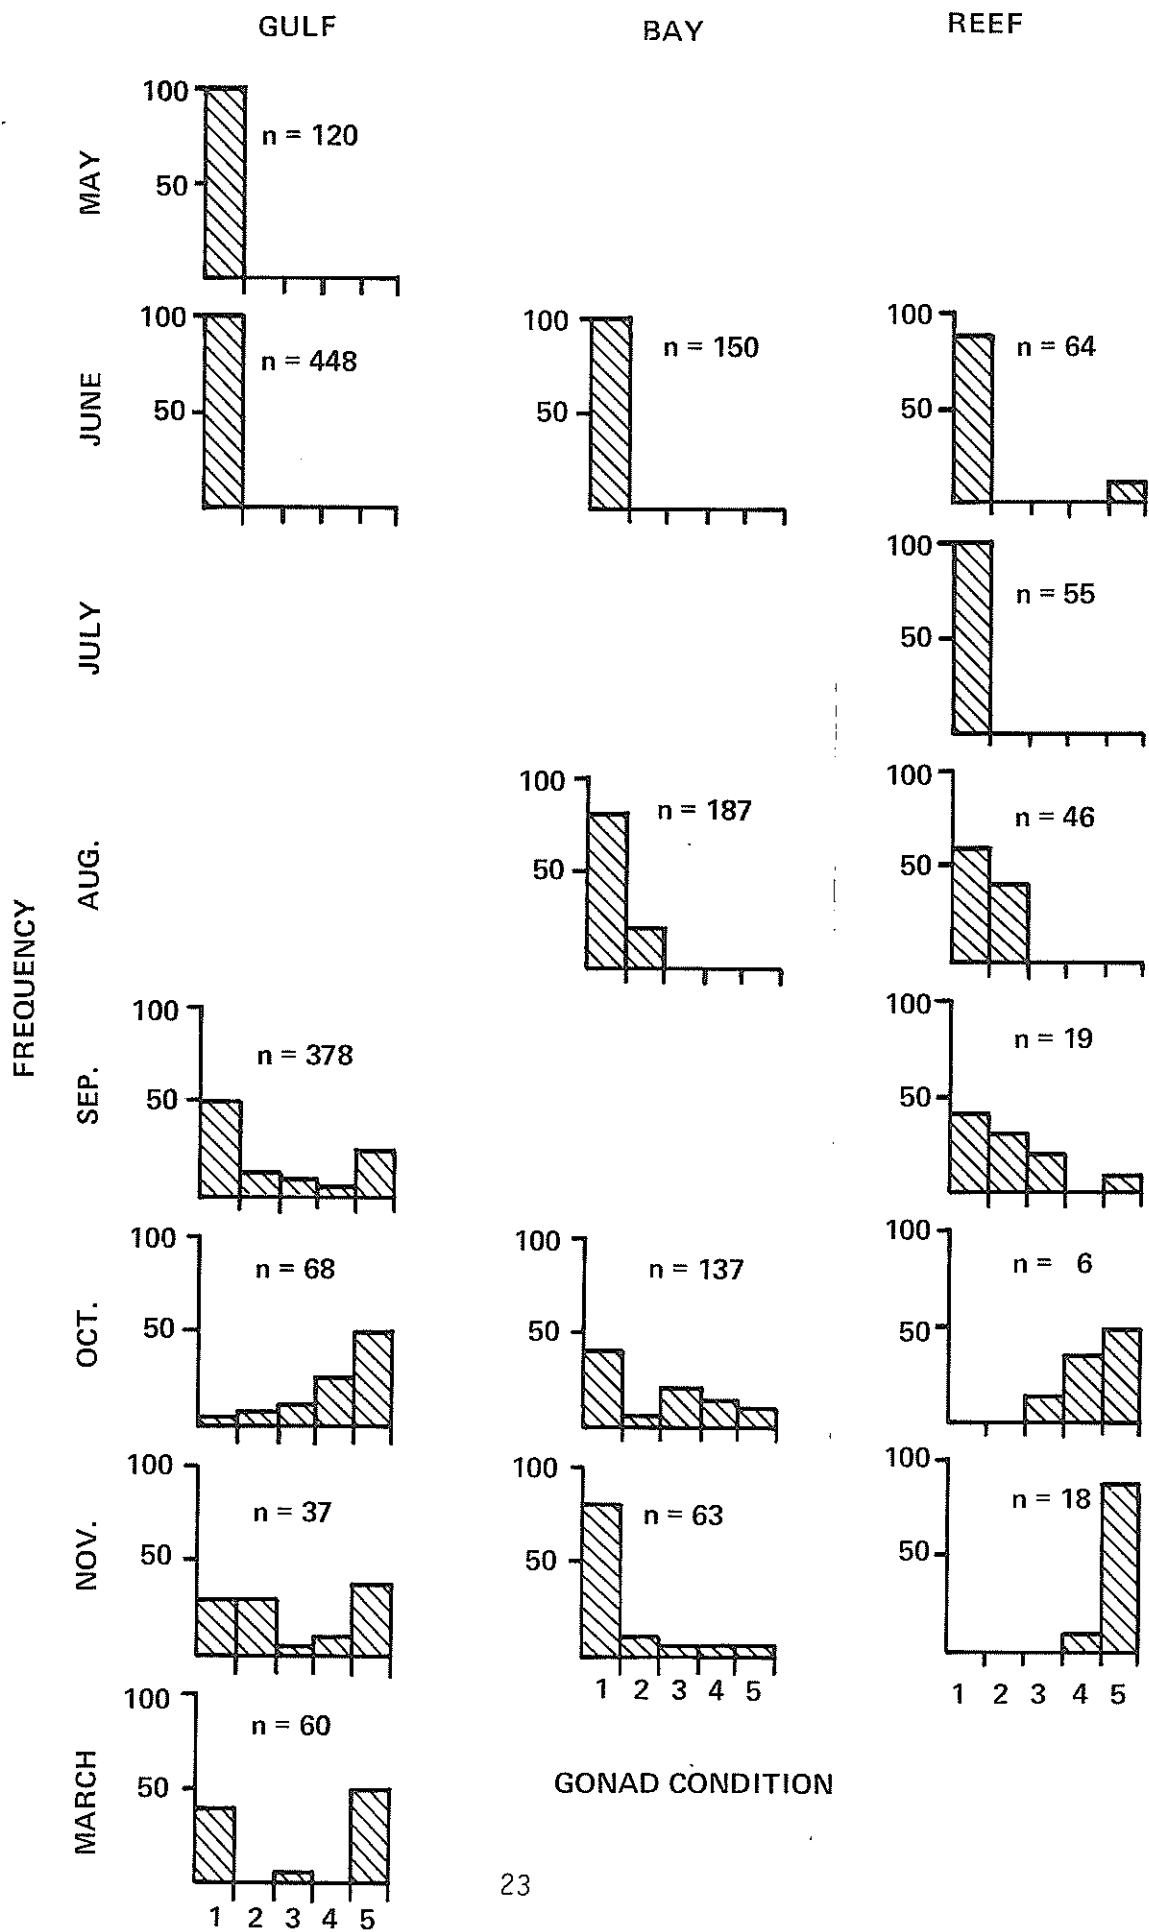 GULF BAY REEF
FREQUENCY
MAY
100
50
n = 120
JUNE
100
50
n = 448
100
50
n = 150
100
50
n = 64
JULY
100
50
n = 55
AUG.
100
50
n = 187
100
50
n = 46
SEP.
100
50
n = 378
100
50
n = 19
OCT.
100
50
n = 68
100
50
n = 137
100
50
n = 6
NOV.
100
50
n = 37
100
50
n = 63
1 2 3 4 5
100
50
n = 18
1 2 3 4 5
MARCH
100
50
n = 60
1 2 3 4 5
GONAD CONDITION
23